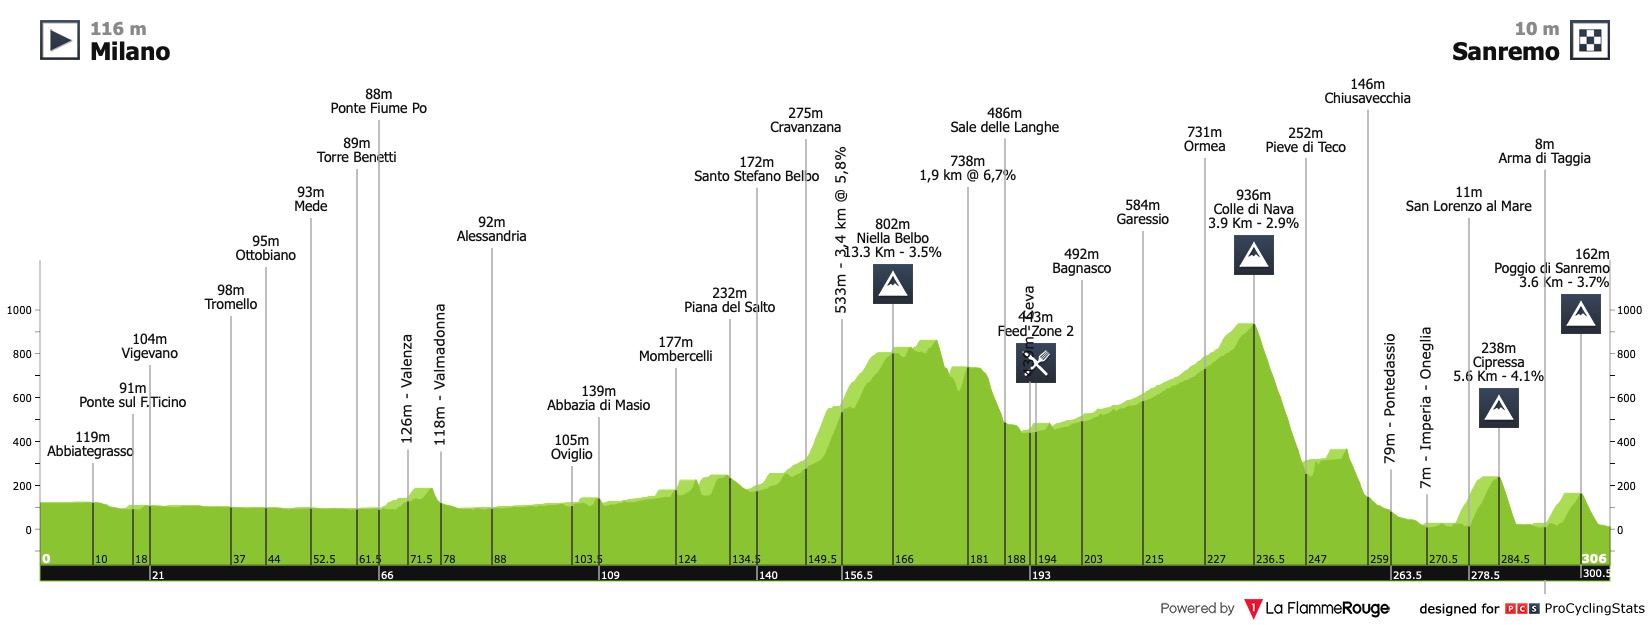 116 m
Milano
10 m
Sanremo
119m
Abbiategrasso
91m
Ponte sul F.Ticino
104m
Vigevano
98m
Tromello
95m
Ottobiano
93m
Mede
89m
Torre Benetti
88m
Ponte Fiume Po
126m - Valenza
118m - Valmadonna
92m
Alessandria
105m
Oviglio
139m
Abbazia di Masio
177m
Mombercelli
232m
Piana del Salto
172m
Santo Stefano Belbo
275m
Cravanzana
533m - 3,4 km @ 5,8%
802m
Niella Belbo
13.3 Km - 3.5%
738m
1,9 km @ 6,7%
486m
Sale delle Langhe
439m - Ceva
443m
Feed Zone 2
492m
Bagnasco
584m
Garessio
731m
Ormea
936m
Colle di Nava
3.9 Km - 2.9%
252m
Pieve di Teco
146m
Chiusavecchia
79m - Pontedassio
7m - Imperia - Oneglia
11m
San Lorenzo al Mare
238m
Cipressa
5.6 Km - 4.1%
8m
Arma di Taggia
162m
Poggio di Sanremo
3.6 Km - 3.7%
1000
800
600
400
200
0
1000
800
600
400
200
0
0 10 18 37 44 52.5 61.5 71.5 78 88 103.5 124 134.5 149.5 166 181 188 194 203 215 227 236.5 247 259 270.5 284.5 306
21 66 109 140 156.5 193 263.5 278.5 300.5
Powered by 1 La FlammeRouge designed for PCS ProCyclingStats